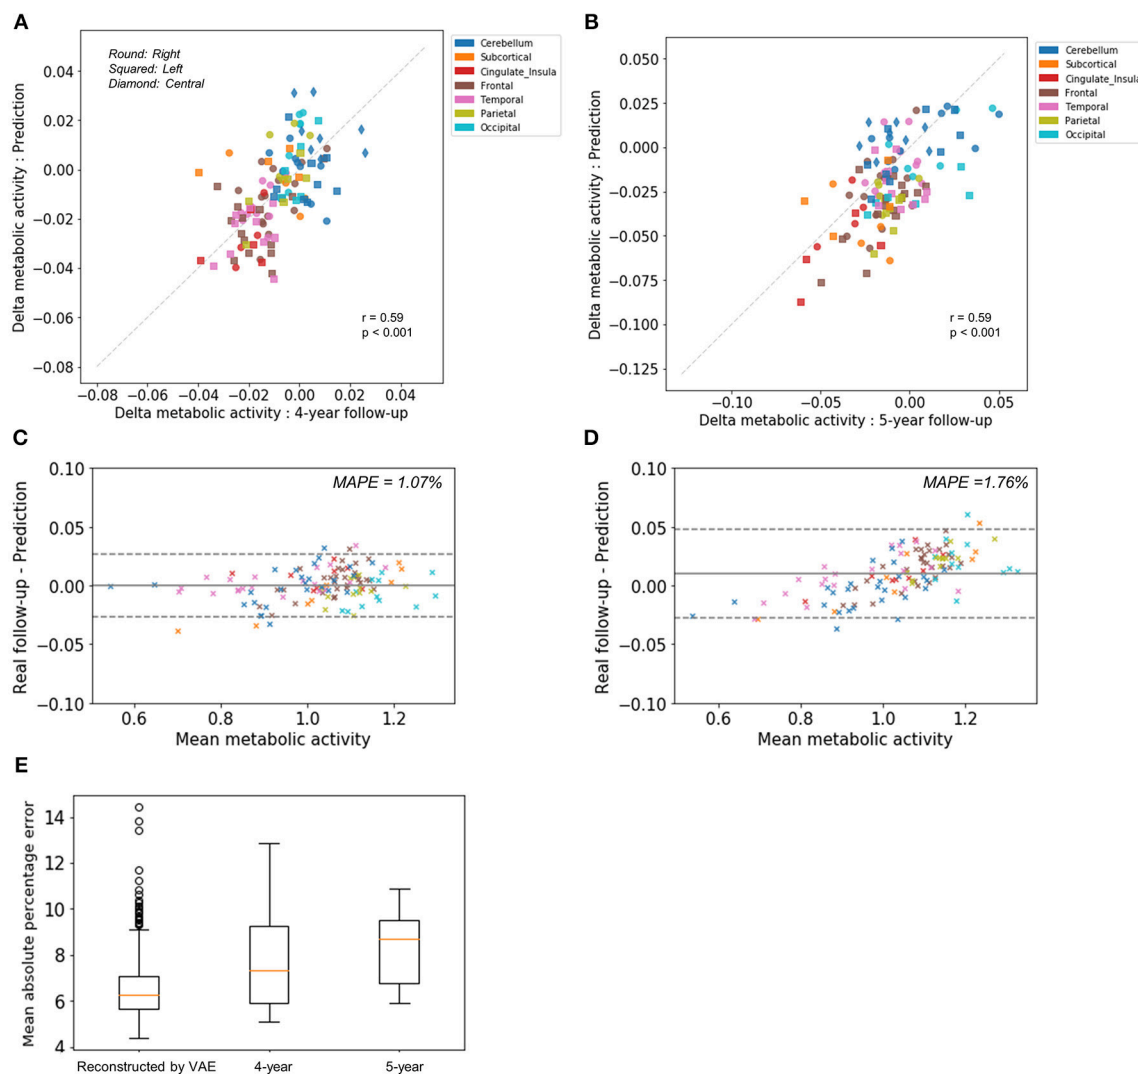 A
Delta metabolic activity : Prediction
0.04
0.02
0.00
−0.02
−0.04
−0.06
−0.08
Round: Right
Squared: Left
Diamond: Central
r = 0.59
p < 0.001
−0.08 −0.06 −0.04 −0.02 0.00 0.02 0.04
Delta metabolic activity : 4-year follow-up
Cerebellum
Subcortical
Cingulate_Insula
Frontal
Temporal
Parietal
Occipital
B
Delta metabolic activity : Prediction
0.050
0.025
0.000
−0.025
−0.050
−0.075
−0.100
−0.125
r = 0.59
p < 0.001
−0.10 −0.05 0.00 0.05
Delta metabolic activity : 5-year follow-up
Cerebellum
Subcortical
Cingulate_Insula
Frontal
Temporal
Parietal
Occipital
C
Real follow-up - Prediction
0.10
0.05
0.00
−0.05
−0.10
MAPE = 1.07%
0.6 0.8 1.0 1.2
Mean metabolic activity
D
Real follow-up - Prediction
0.10
0.05
0.00
−0.05
−0.10
MAPE =1.76%
0.6 0.8 1.0 1.2
Mean metabolic activity
E
Mean absolute percentage error
14
12
10
8
6
4
Reconstructed by VAE 4-year 5-year